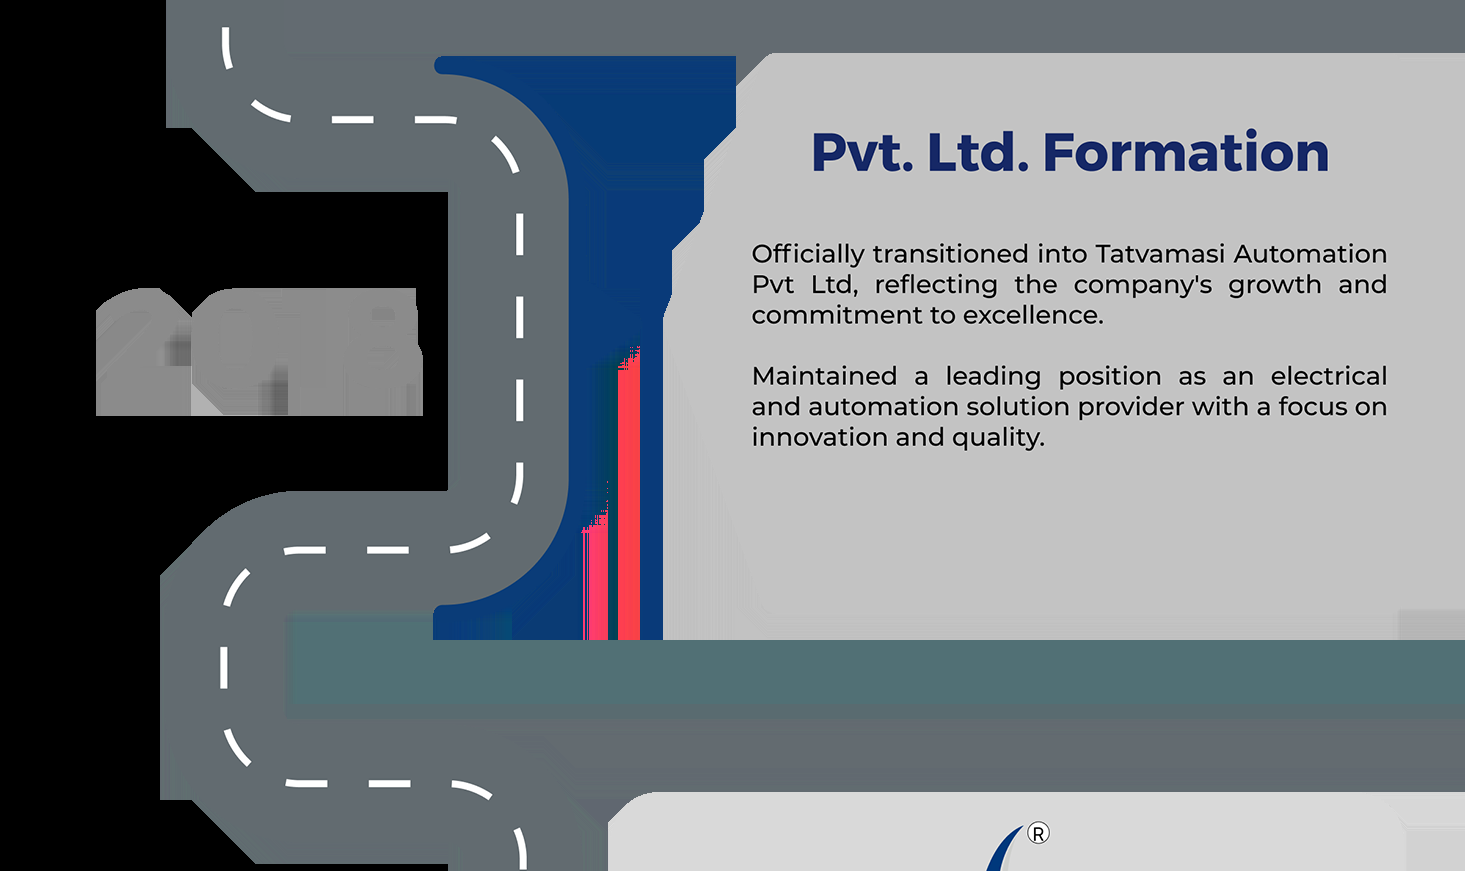 Pvt. Ltd. Formation
Officially transitioned into Tatvamasi Automation
Pvt Ltd, reflecting the company's growth and
commitment to excellence.
Maintained a leading position as an electrical
and automation solution provider with a focus on
innovation and quality.
®